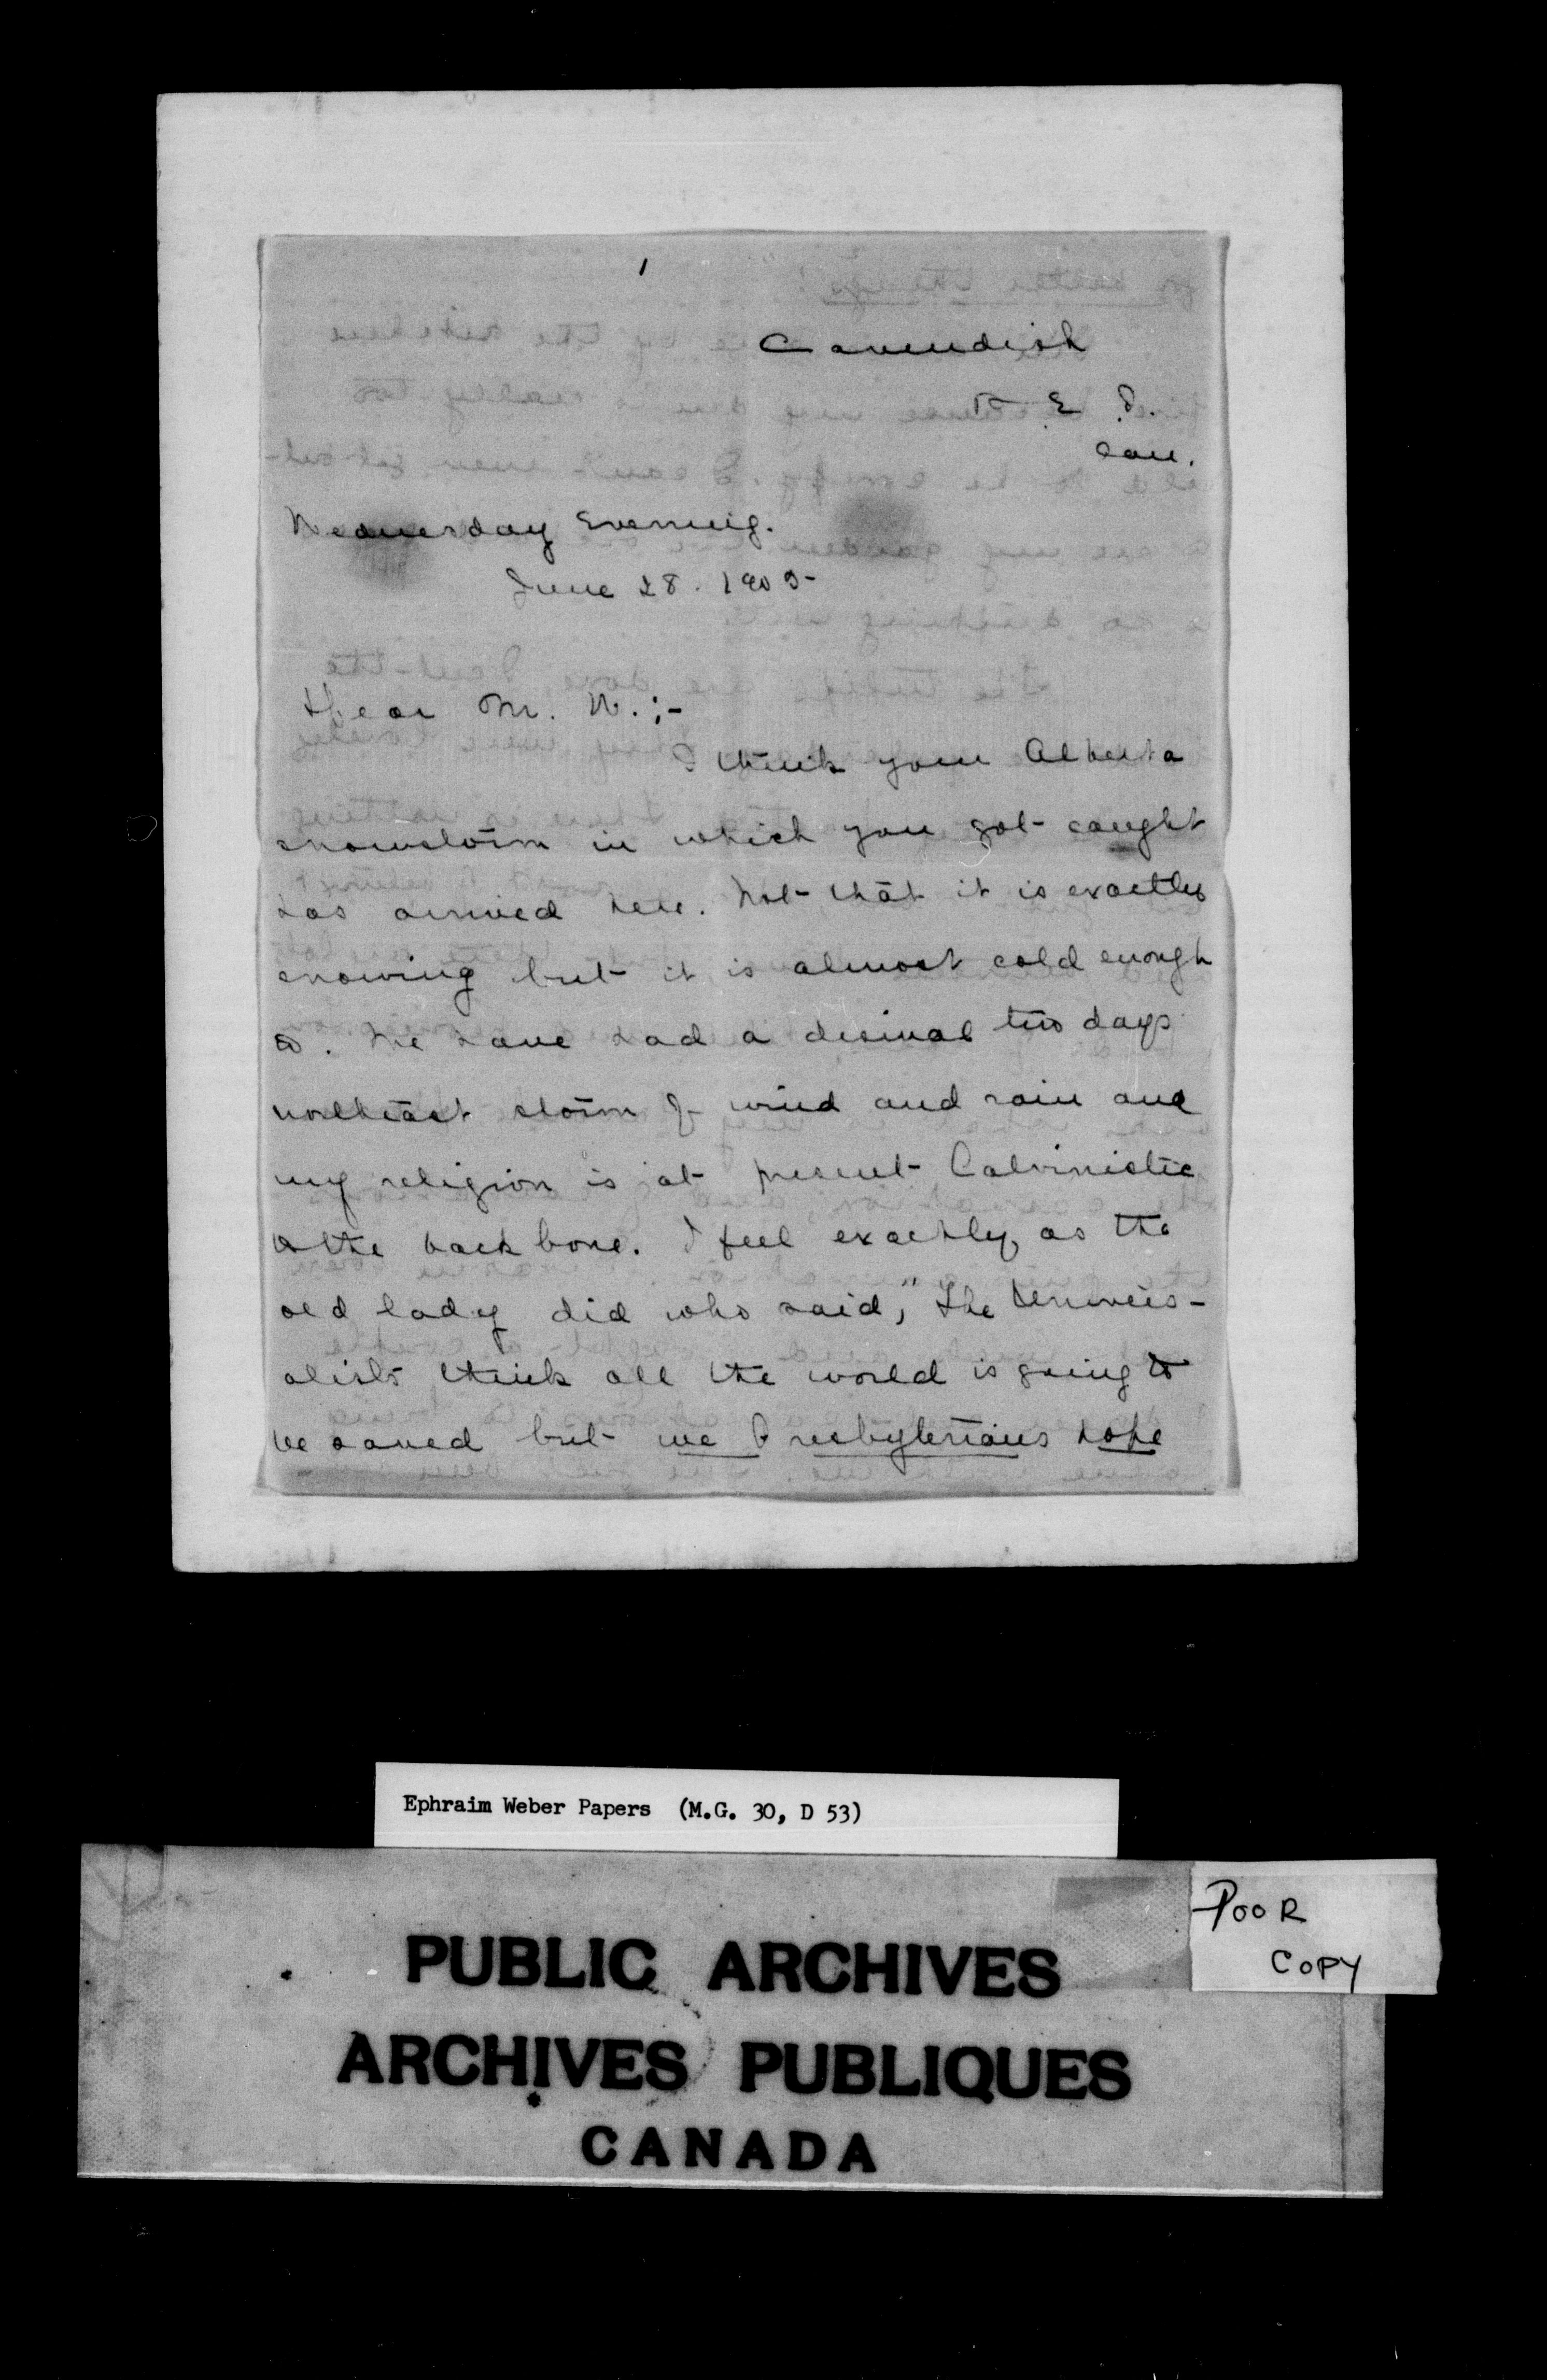 1
Cavendish
P. E. I.
Can.
Wednesday Evening.
June 28. 1905
Dear Mr. W.;-
I think your Alberta
snowstorm in which you got caught
has arrived here. Not that it is exactly
snowing but it is almost cold enough
to. We have had a dismal two days
northeast storm of wind and rain and
my religion is at present Calvinistic
to the back bone. I feel exactly as the
old lady did who said, "The Univers-
alists think all the world is going to
be saved but we Presbyterians hope
Ephraim Weber Papers (M.G. 30, D 53)
POOR
COPY
PUBLIC ARCHIVES
ARCHIVES PUBLIQUES
CANADA